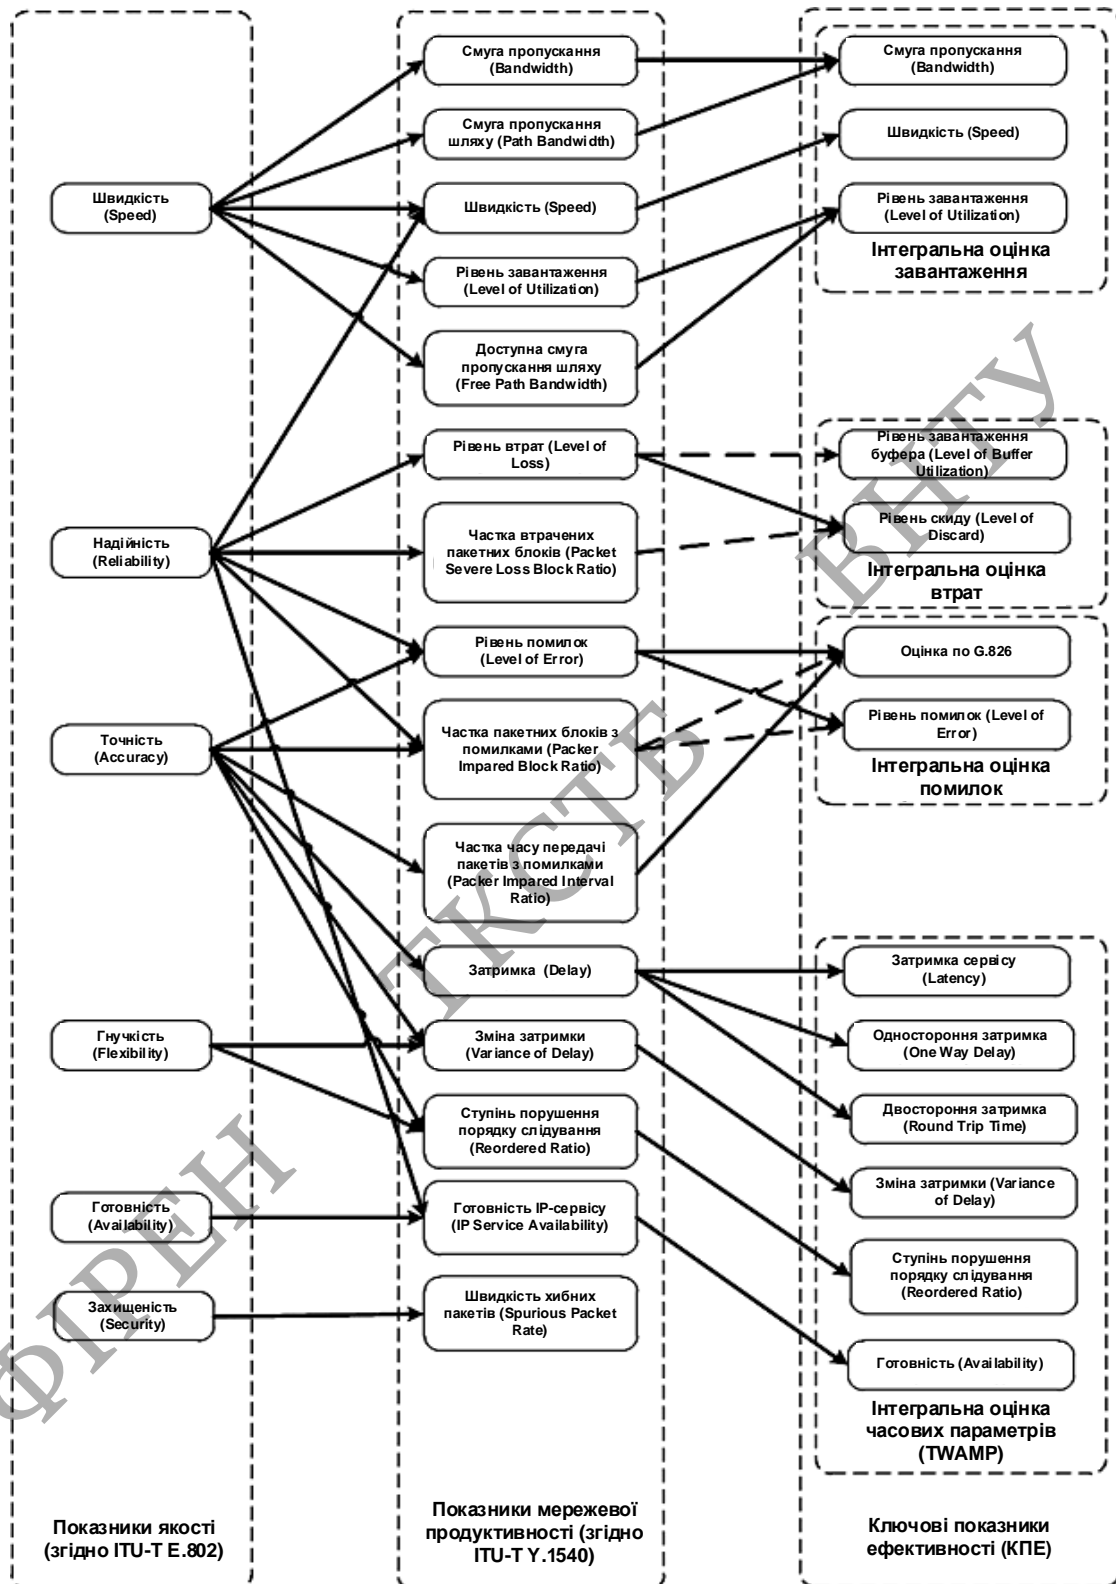 Швидкість
(Speed)
Надійність
(Reliability)
Точність
(Accuracy)
Гнучкість
(Flexibility)
Готовність
(Availability)
Захищеність
(Security)
Показники якості
(згідно ITU-T E.802)
Смуга пропускання
(Bandwidth)
Смуга пропускання
шляху (Path Bandwidth)
Швидкість (Speed)
Рівень завантаження
(Level of Utilization)
Доступна смуга
пропускання шляху
(Free Path Bandwidth)
Рівень втрат (Level of
Loss)
Частка втрачених
пакетних блоків (Packet
Severe Loss Block Ratio)
Рівень помилок
(Level of Error)
Частка пакетних блоків з
помилками (Packer
Impared Block Ratio)
Частка часу передачі
пакетів з помилками
(Packer Impared Interval
Ratio)
Затримка (Delay)
Зміна затримки
(Variance of Delay)
Ступінь порушення
порядку слідування
(Reordered Ratio)
Готовність IP-сервісу
(IP Service Availability)
Швидкість хибних
пакетів (Spurious Packet
Rate)
Показники мережевої
продуктивності (згідно
ITU-T Y.1540)
Смуга пропускання
(Bandwidth)
Швидкість (Speed)
Рівень завантаження
(Level of Utilization)
Інтегральна оцінка
завантаження
Рівень завантаження
буфера (Level of Buffer
Utilization)
Рівень скиду (Level of
Discard)
Інтегральна оцінка
втрат
Оцінка по G.826
Рівень помилок (Level of
Error)
Інтегральна оцінка
помилок
Затримка сервісу
(Latency)
Одностороння затримка
(One Way Delay)
Двостороння затримка
(Round Trip Time)
Зміна затримки (Variance
of Delay)
Ступінь порушення
порядку слідування
(Reordered Ratio)
Готовність (Availability)
Інтегральна оцінка
часових параметрів
(TWAMP)
Ключові показники
ефективності (КПЕ)
ФІРЕН ТКСТБ ВНТУ